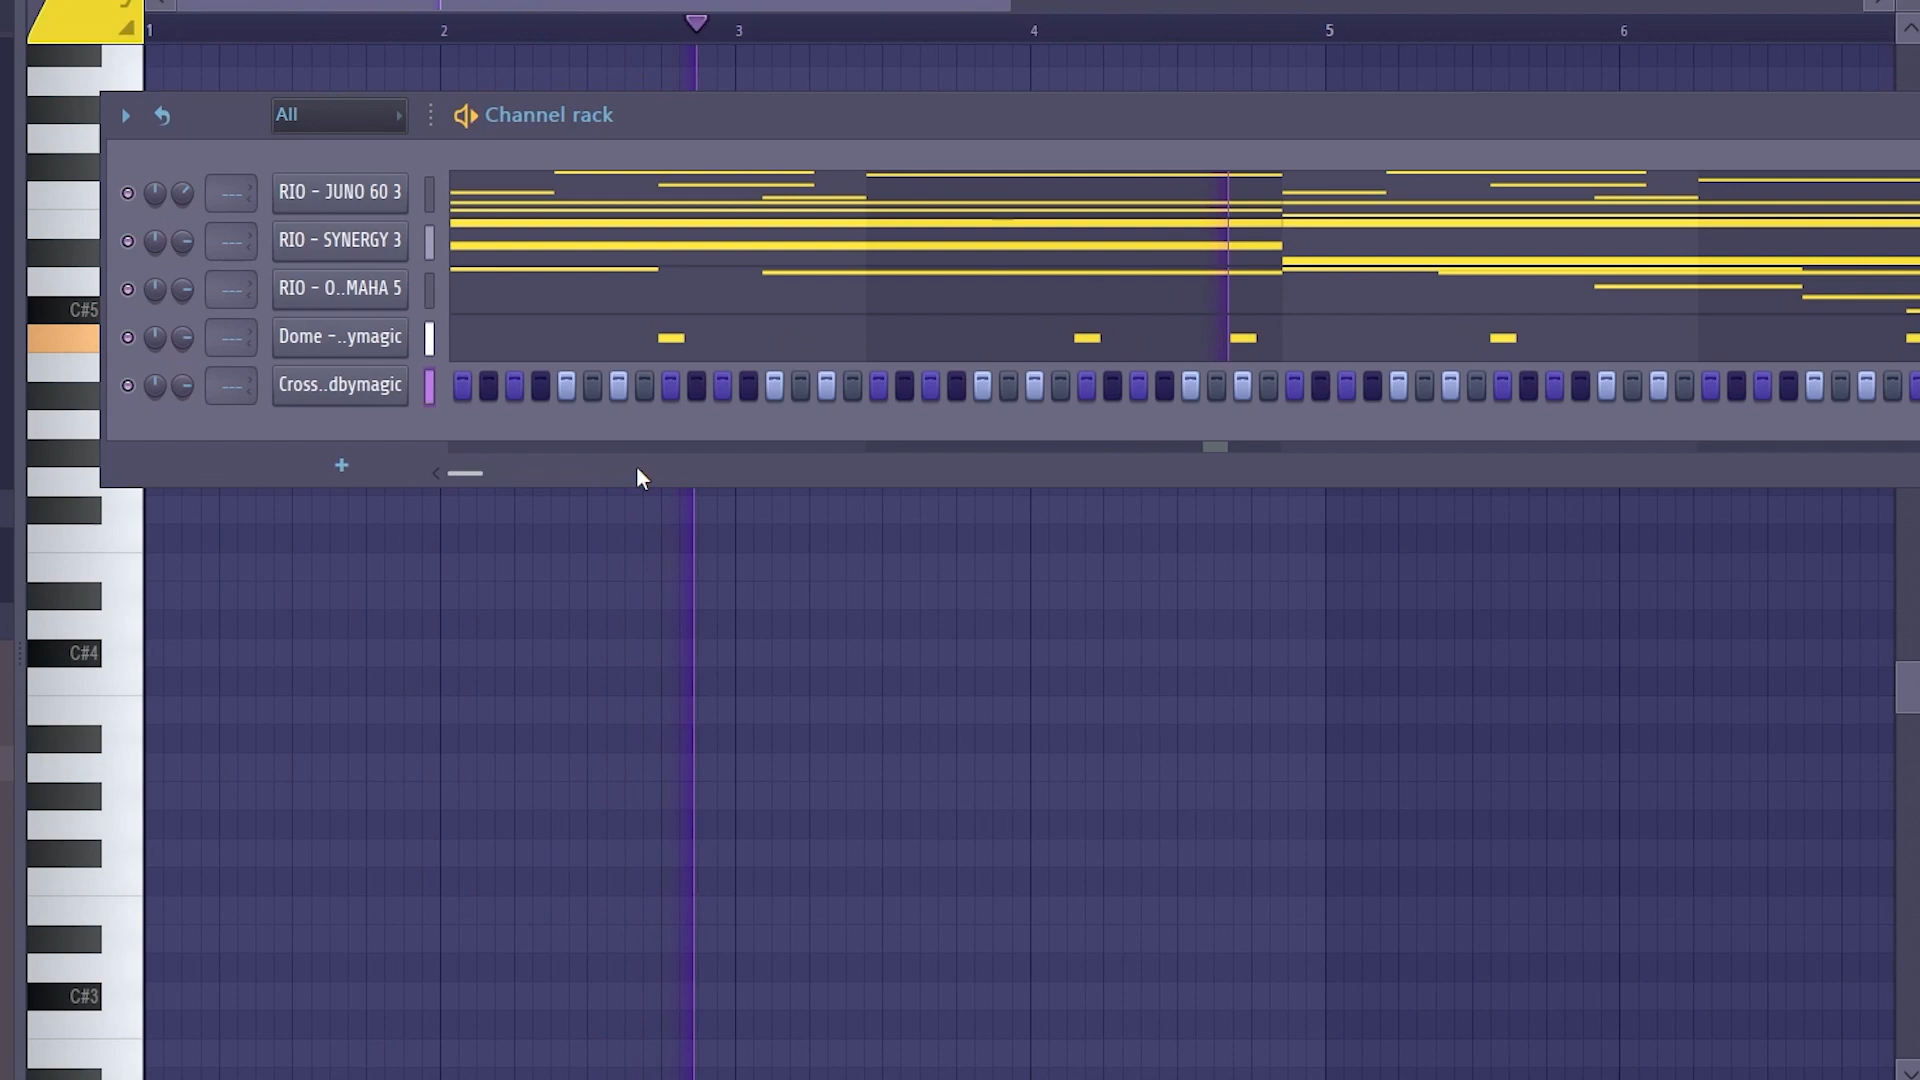 1 2 3 4 5 6
All Channel rack
RIO - JUNO 60 3
RIO - SYNERGY 3
RIO - O..MAHA 5
C#5
Dome -..ymagic
Cross..dbymagic
C#4
C#3